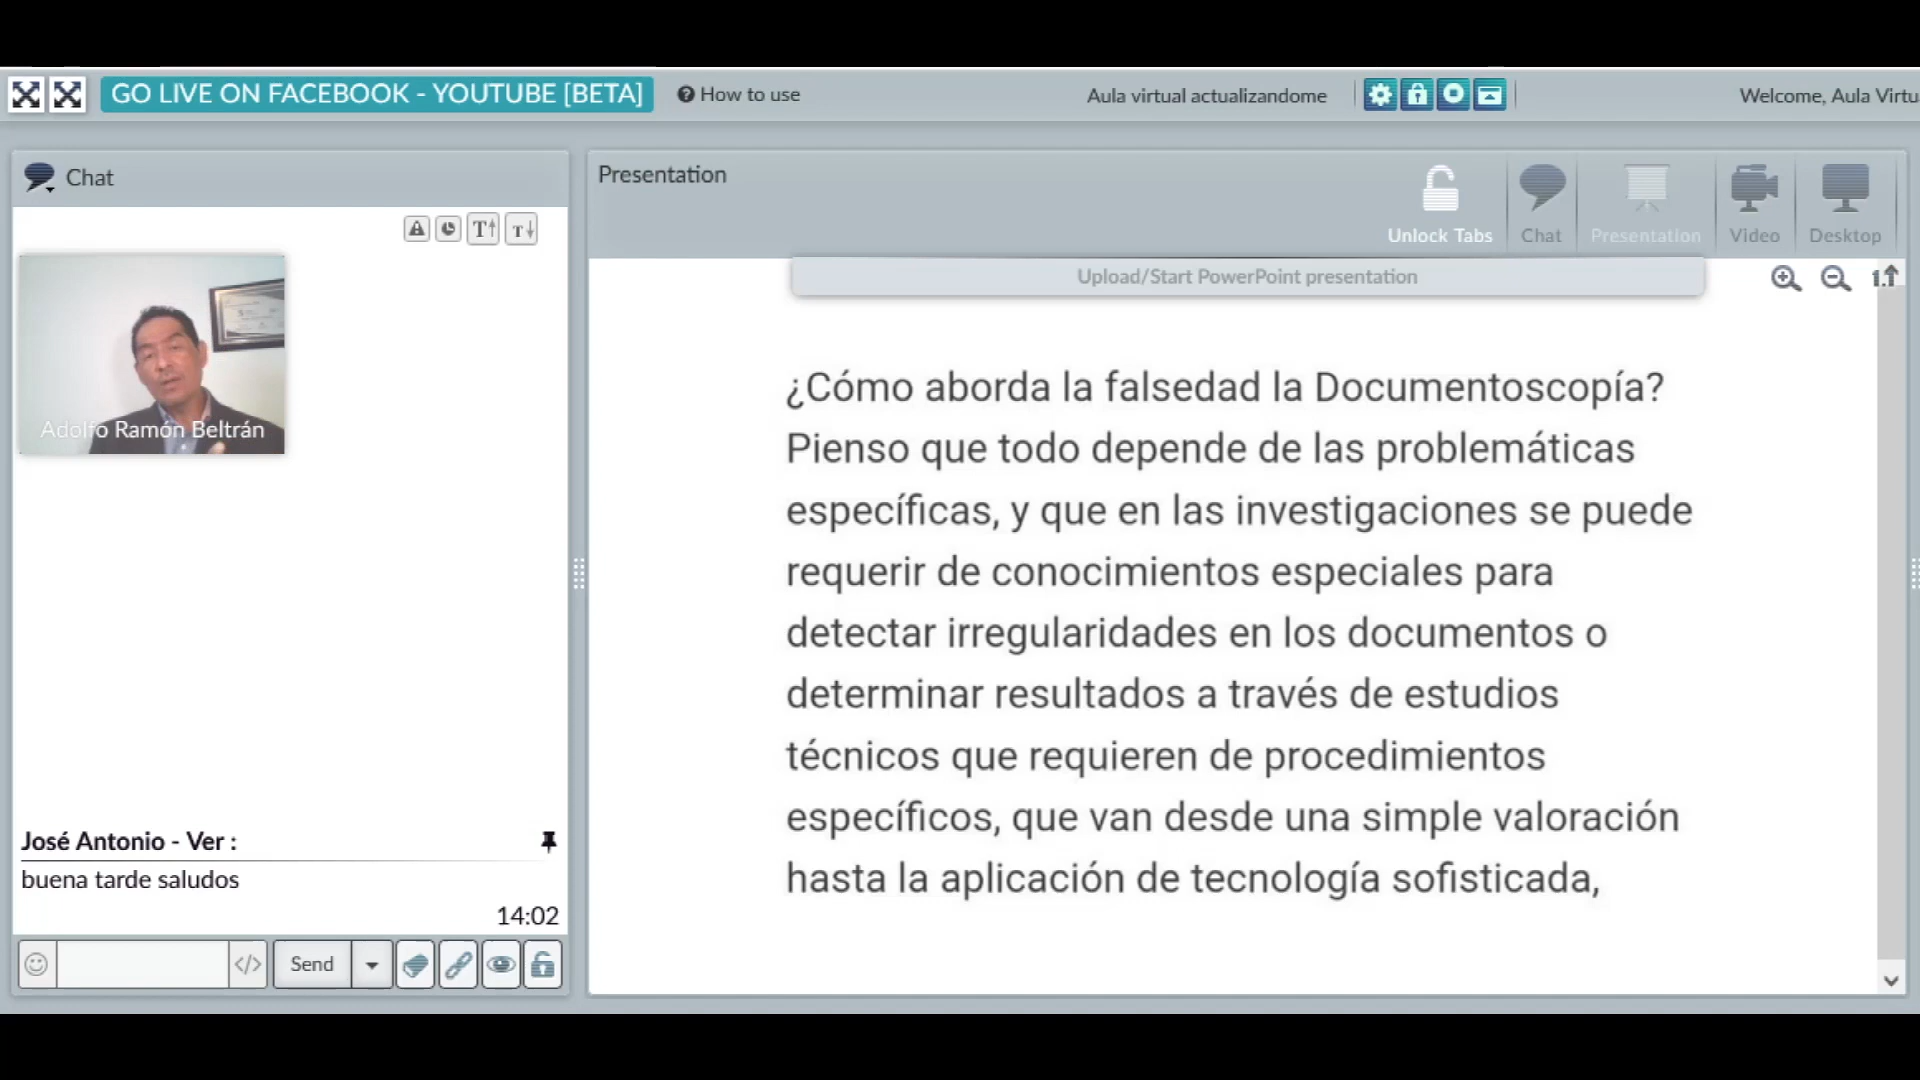 GO LIVE ON FACEBOOK - YOUTUBE [BETA]
How to use
Aula virtual actualizandome
Welcome, Aula Virtu
Chat
Adolfo Ramón Beltrán
José Antonio - Ver :
buena tarde saludos
14:02
Send
Presentation
Unlock Tabs
Chat
Presentation
Video
Desktop
Upload/Start PowerPoint presentation
¿Cómo aborda la falsedad la Documentoscopía?
Pienso que todo depende de las problemáticas
específicas, y que en las investigaciones se puede
requerir de conocimientos especiales para
detectar irregularidades en los documentos o
determinar resultados a través de estudios
técnicos que requieren de procedimientos
específicos, que van desde una simple valoración
hasta la aplicación de tecnología sofisticada,